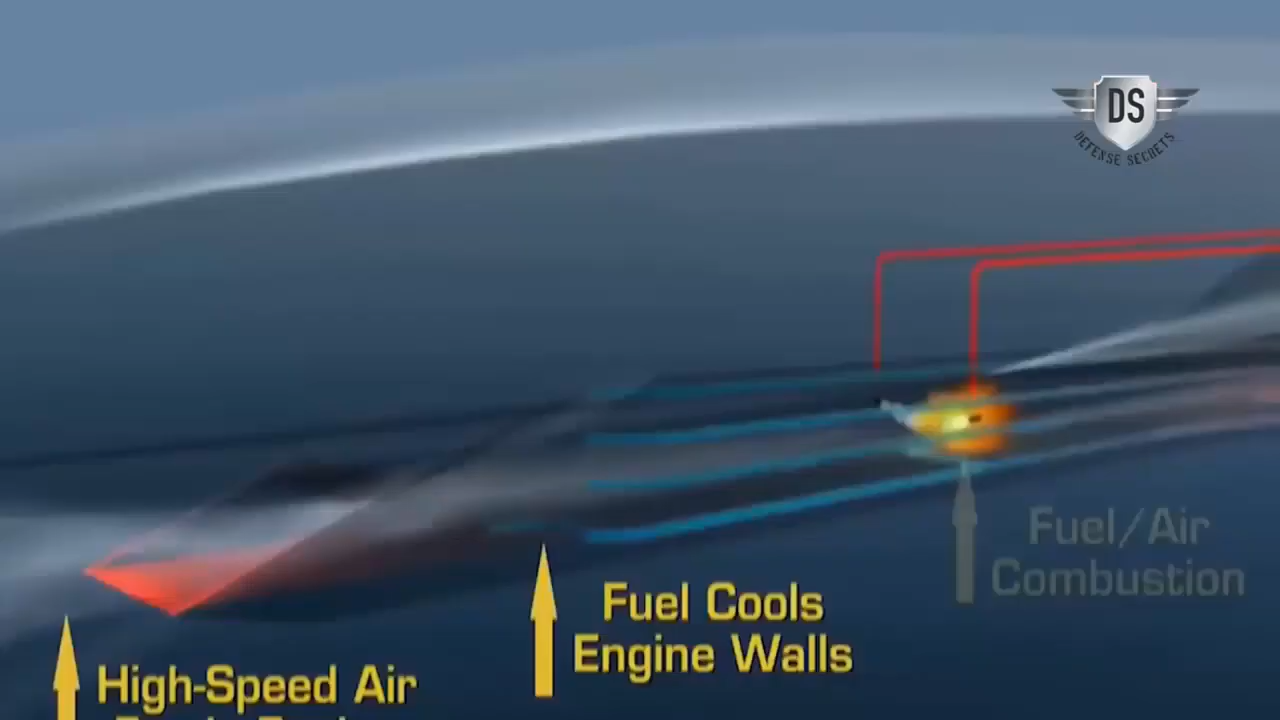 DS
DEFENSE SECRETS
Fuel/Air
Combustion
Fuel Cools
Engine Walls
High-Speed Air